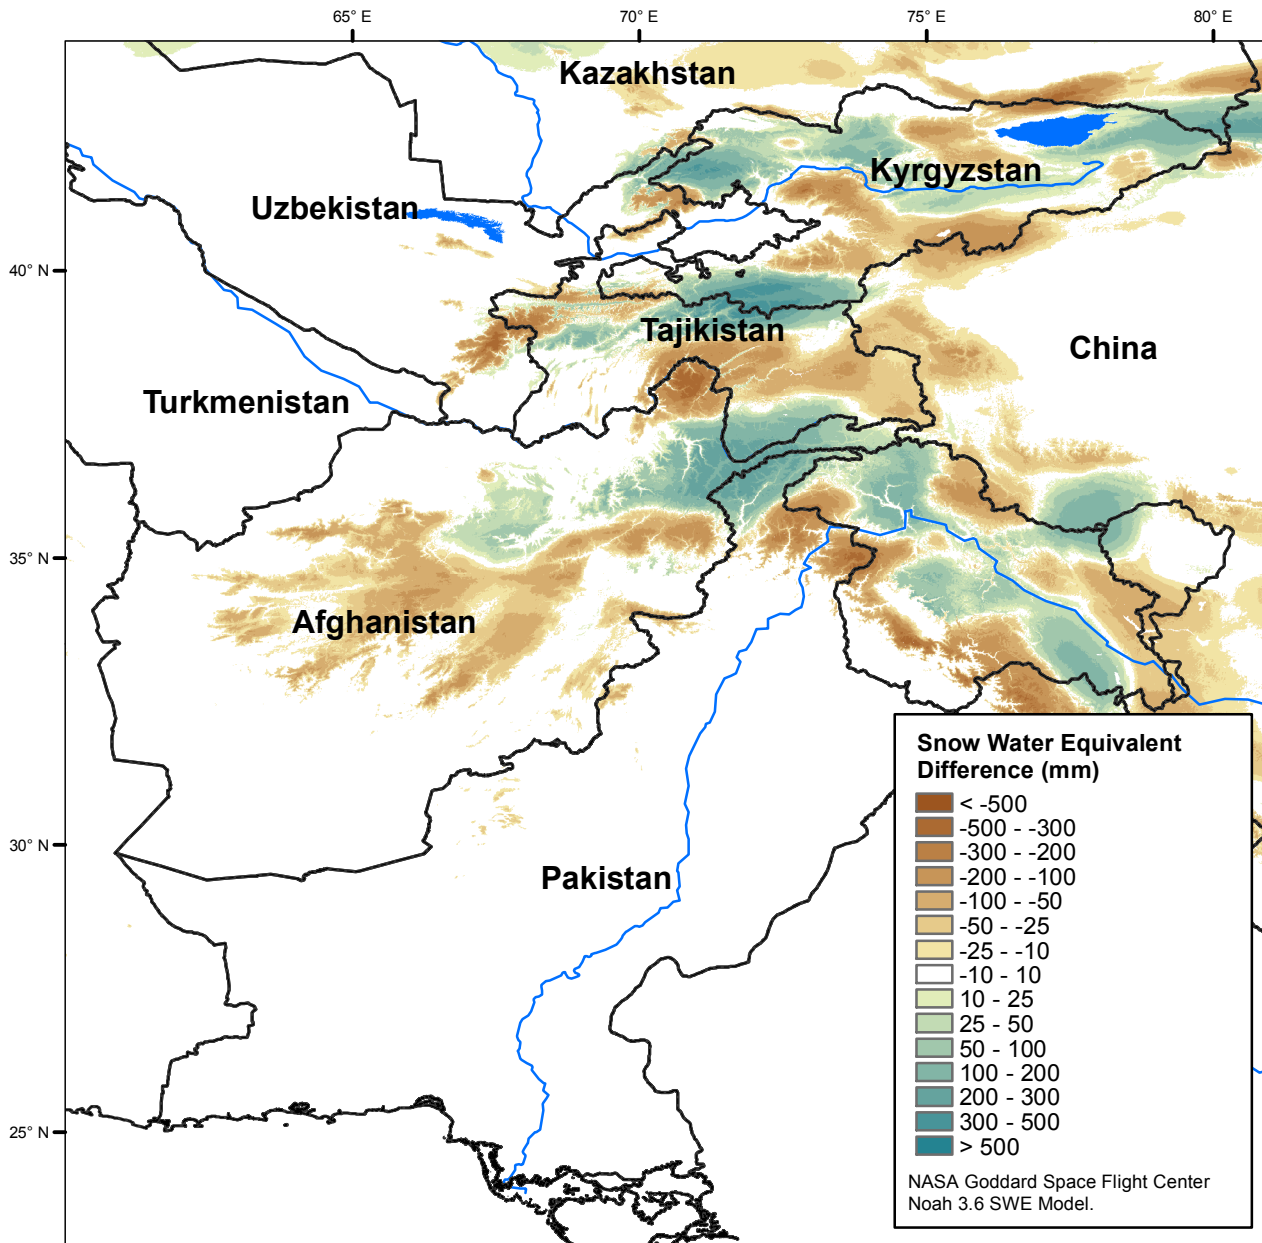 65° E
70° E
75° E
80° E
Kazakhstan
Kyrgyzstan
Uzbekistan
40° N
Tajikistan
China
Turkmenistan
35° N
Afghanistan
Snow Water Equivalent
Difference (mm)
< -500
-500 - -300
-300 - -200
-200 - -100
-100 - -50
-50 - -25
-25 - -10
-10 - 10
10 - 25
25 - 50
50 - 100
100 - 200
200 - 300
300 - 500
> 500
NASA Goddard Space Flight Center
Noah 3.6 SWE Model.
30° N
Pakistan
25° N